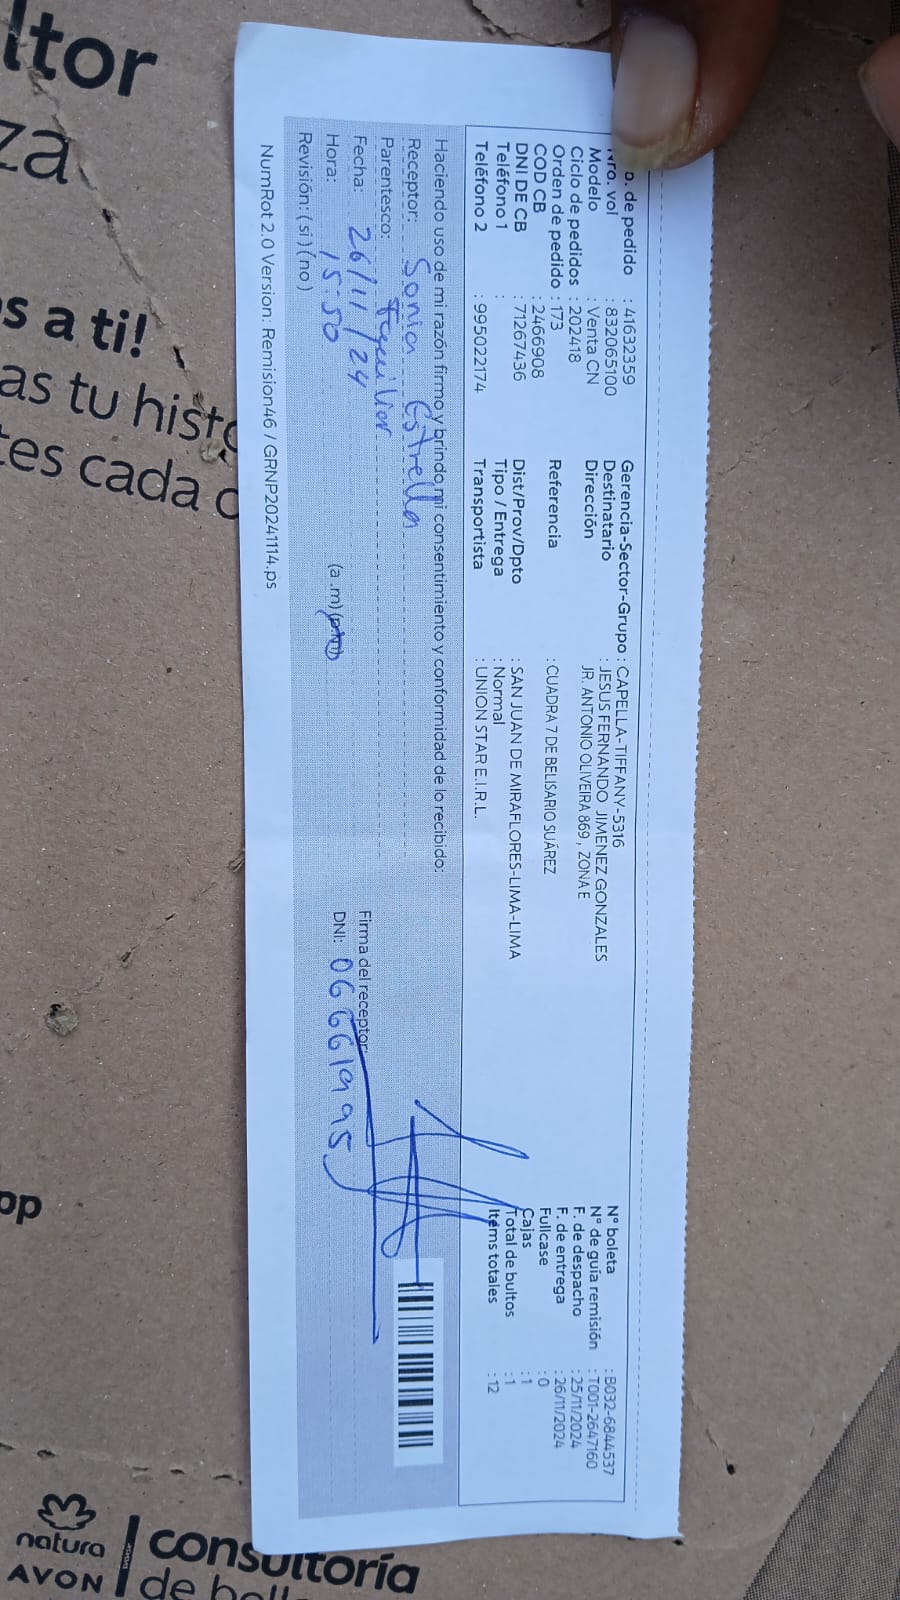 o. de pedido : 41632359
Nro. vol : 832065100
Modelo : Venta CN
Ciclo de pedidos : 202418
Orden de pedido : 173
COD CB : 2466908
DNI DE CB : 71267436
Teléfono 1 :
Teléfono 2 : 995022174
Gerencia-Sector-Grupo : CAPELLA-TIFFANY-5316
Destinatario : JESUS FERNANDO JIMENEZ GONZALES
Dirección JR. ANTONIO OLIVEIRA 869 , ZONA E
Referencia : CUADRA 7 DE BELISARIO SUÁREZ
Dist/Prov/Dpto : SAN JUAN DE MIRAFLORES-LIMA-LIMA
Tipo / Entrega : Normal
Transportista : UNION STAR E.I.R.L.
N° boleta : B032-6844537
N° de guía remisión : T001-2647160
F. de despacho : 25/11/2024
F. de entrega : 26/11/2024
Fullcase : 0
Cajas : 1
Total de bultos : 1
Items totales : 12
Haciendo uso de mi razón firmo y brindo mi consentimiento y conformidad de lo recibido:
Receptor: Sonia Estrella
Parentesco:
Fecha: 26/11/24
Hora: 15:50 (a .m) (p.m)
Revisión: ( si ) ( no )
Firma del receptor:
DNI: 06661995
NumRot 2.0 Version: Remision46 / GRNP20241114.ps
ltor
za
s a ti!
as tu histo
tes cada
pp
natura
AVON
consultoría
de bell